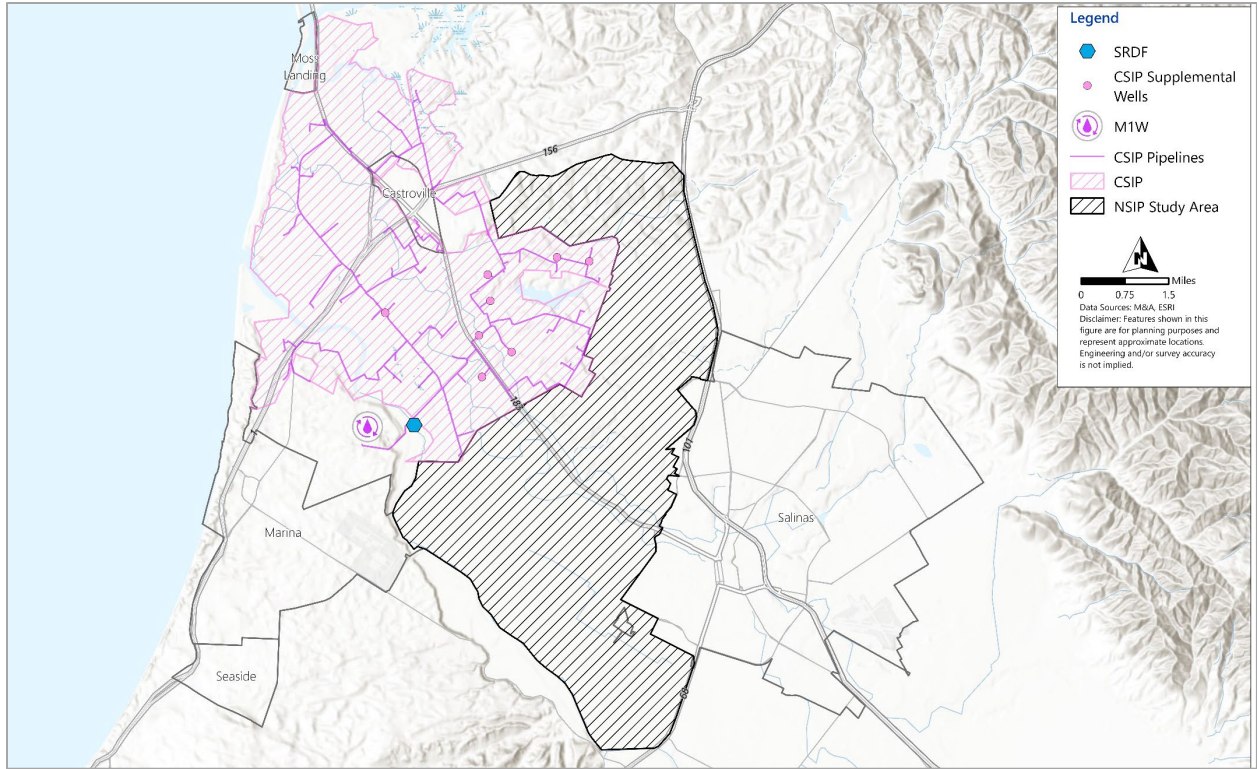 Legend
SRDF
CSIP Supplemental
Wells
M1W
CSIP Pipelines
CSIP
NSIP Study Area
N
Miles
0 0.75 1.5
Data Sources: M&A, ESRI
Disclaimer: Features shown in this
figure are for planning purposes and
represent approximate locations.
Engineering and/or survey accuracy
is not implied.
Moss
Landing
156
Castroville
101
Salinas
Marina
Seaside
68